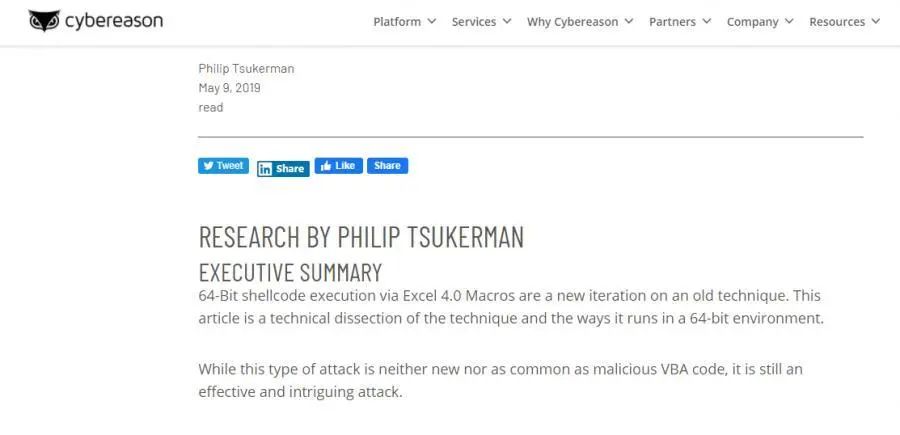 cybereason
Platform Services Why Cybereason Partners Company Resources
Philip Tsukerman
May 9, 2019
read
Tweet in Share Like Share
RESEARCH BY PHILIP TSUKERMAN
EXECUTIVE SUMMARY
64-Bit shellcode execution via Excel 4.0 Macros are a new iteration on an old technique. This
article is a technical dissection of the technique and the ways it runs in a 64-bit environment.
While this type of attack is neither new nor as common as malicious VBA code, it is still an
effective and intriguing attack.